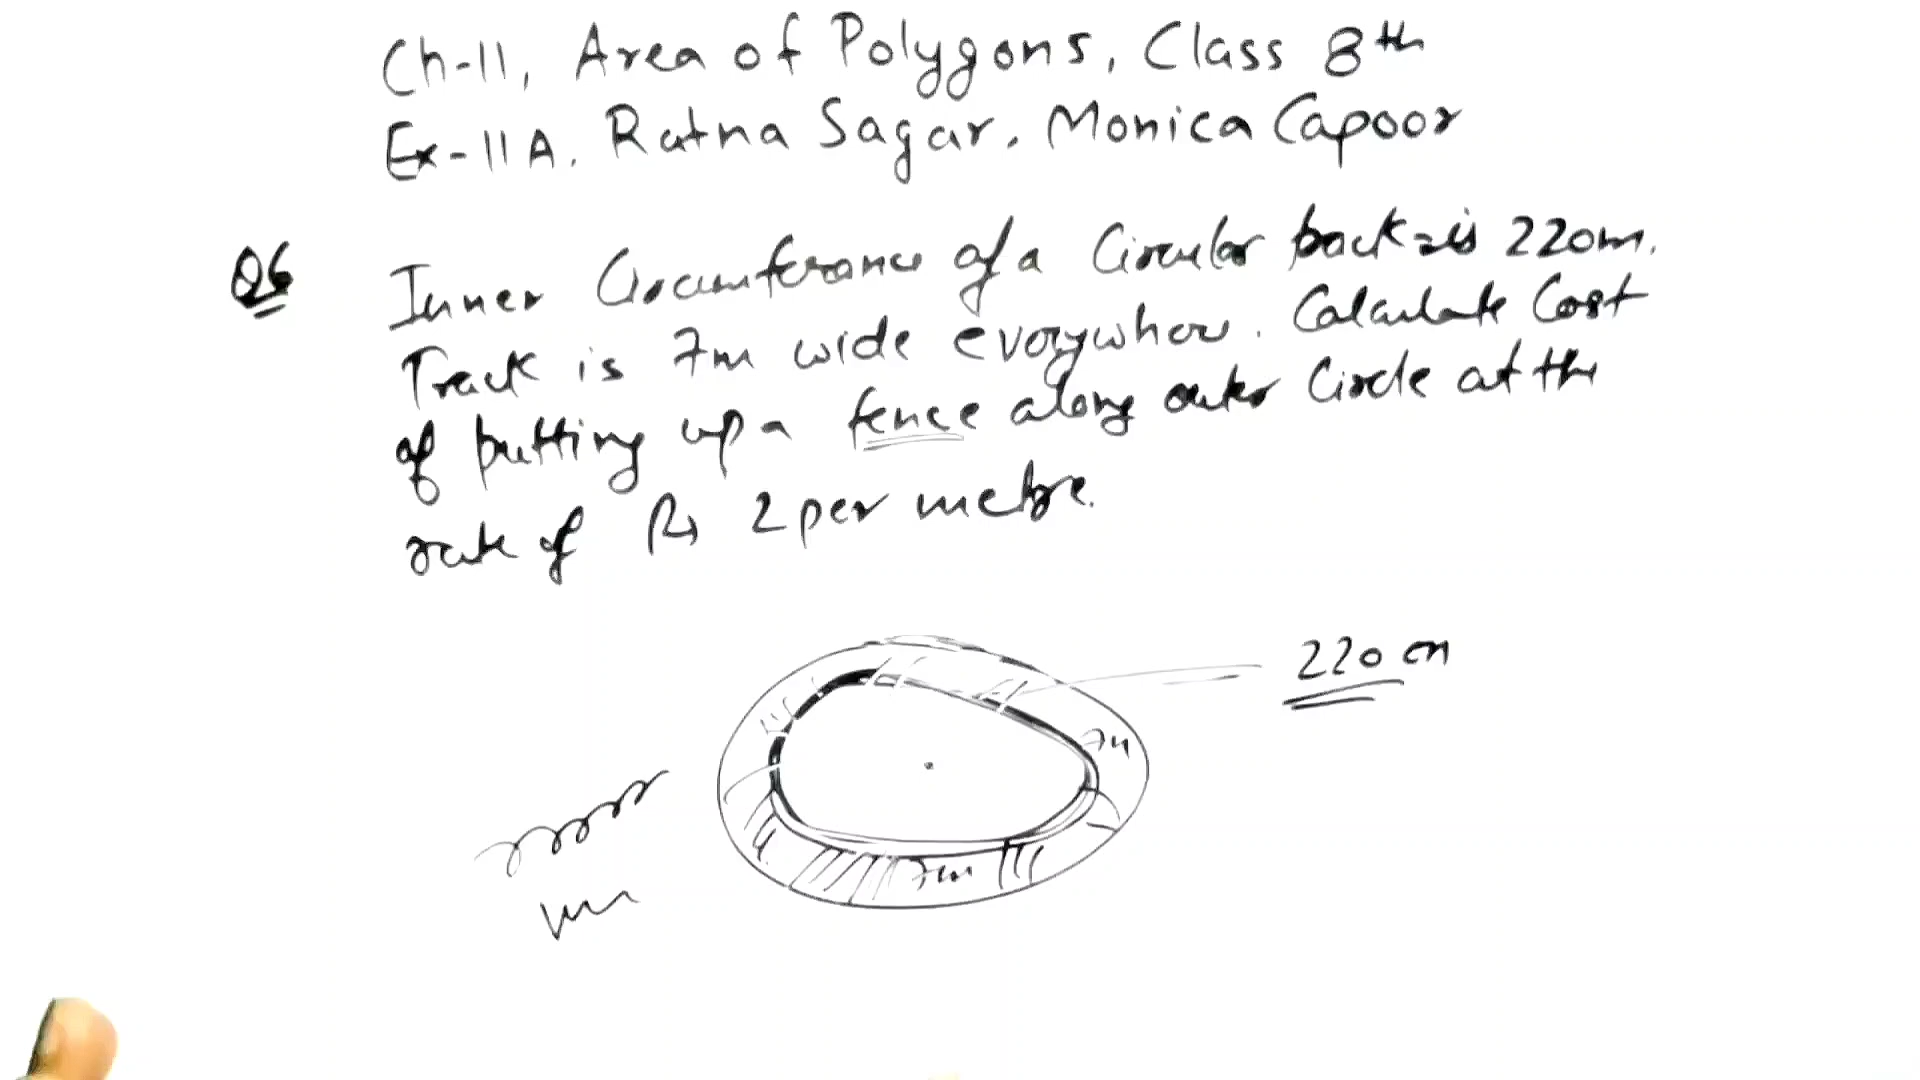 Ch-11, Area of Polygons, Class 8th
Ex-11A. Ratna Sagar. Monica Capoor
Q6 Inner Circumference of a Circular is 220m.
Track is 7m wide everywhere. Calculate Cost
of putting up a fence along outer Circle at the
rate of Rs 2 per metre.
220 m
7m
7m